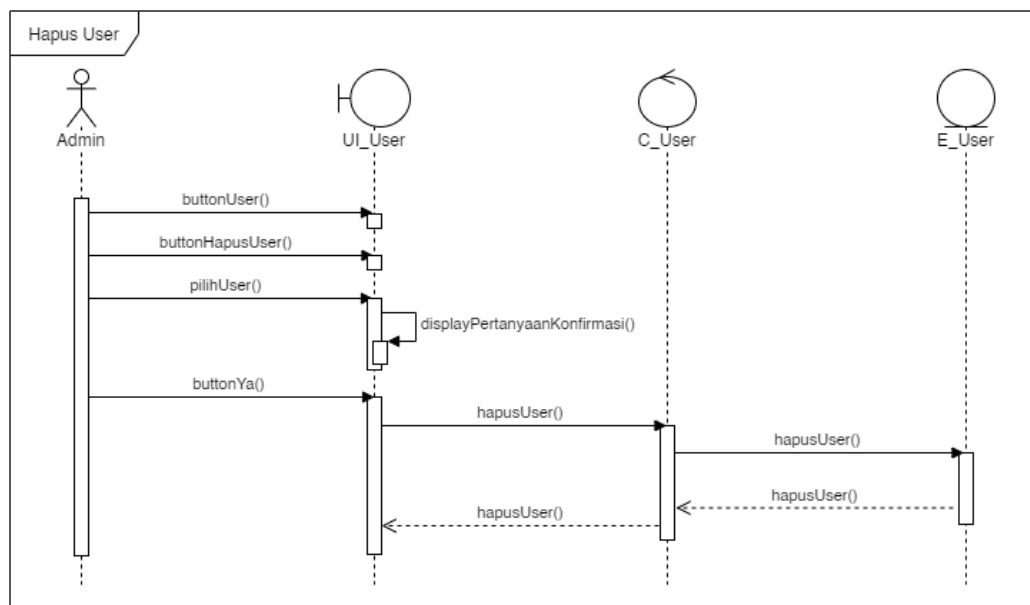 Hapus User
Admin
UI_User
C_User
E_User
buttonUser()
buttonHapusUser()
pilihUser()
displayPertanyaanKonfirmasi()
buttonYa()
hapusUser()
hapusUser()
hapusUser()
hapusUser()